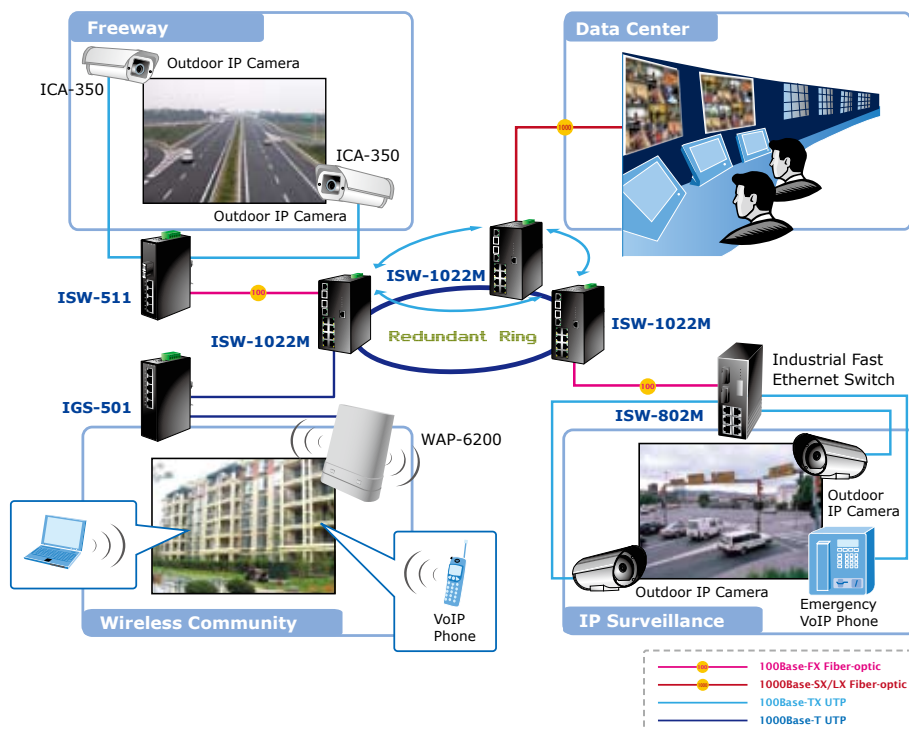 Freeway
Data Center
Outdoor IP Camera
ICA-350
ICA-350
1000
Outdoor IP Camera
ISW-1022M
ISW-511
100
ISW-1022M
ISW-1022M
Redundant Ring
Industrial Fast
Ethernet Switch
100
IGS-501
ISW-802M
WAP-6200
Outdoor
IP Camera
Outdoor IP Camera
VoIP
Phone
Emergency
VoIP Phone
Wireless Community
IP Surveillance
100
100Base-FX Fiber-optic
1000
1000Base-SX/LX Fiber-optic
100Base-TX UTP
1000Base-T UTP